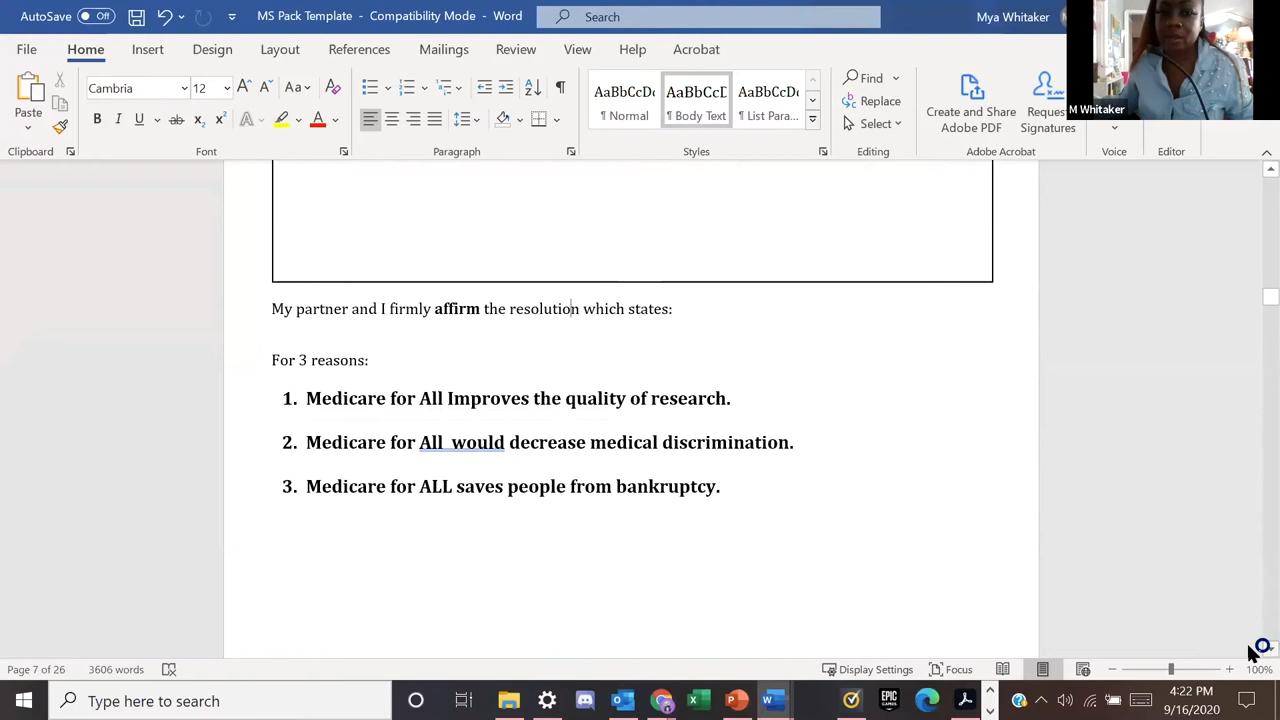 AutoSave Off MS Pack Template - Compatibility Mode - Word Search Mya Whitaker
File Home Insert Design Layout References Mailings Review View Help Acrobat
Paste
Clipboard
Cambria 12
Font
Paragraph
AaBbCcDc AaBbCcD AaBbCcDc
¶ Normal ¶ Body Text ¶ List Para...
Styles
Find
Replace
Select
Editing
Create and Share
Adobe PDF
Request
Signatures
Adobe Acrobat
Voice
Editor
M Whitaker
My partner and I firmly affirm the resolution which states:
For 3 reasons:
1. Medicare for All Improves the quality of research.
2. Medicare for All  would decrease medical discrimination.
3. Medicare for ALL saves people from bankruptcy.
Page 7 of 26 3606 words Display Settings Focus 100%
Type here to search
EPIC
GAMES
4:22 PM
9/16/2020